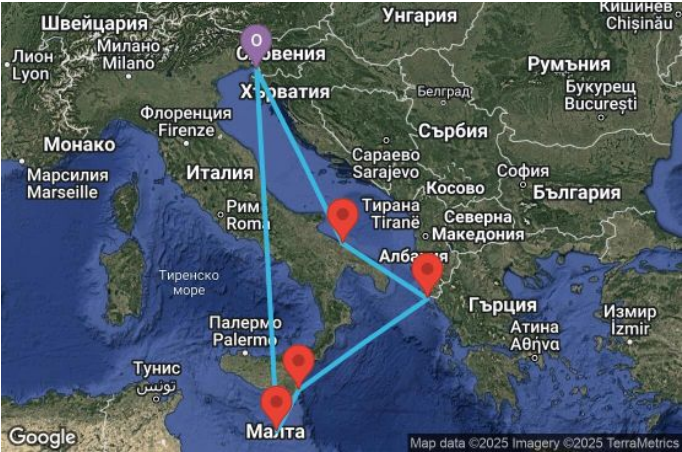 Швейцария
Унгария
Кишинев
Chișinău
Милано
Milano
Лион
Lyon
О
Словения
Румъния
Хърватия
Белград
Букурещ
București
Флоренция
Firenze
Монако
Сърбия
Сараево
Sarajevo
Марсилия
Marseille
Италия
София
Косово
България
Рим
Roma
Тирана
Tiranë
Северна
Македония
Албания
Тиренско
море
Гърция
Измир
İzmir
Палермо
Palermo
Атина
Αθήνα
Тунис
تونس
Малта
Google
Map data ©2025 Imagery ©2025 TerraMetrics